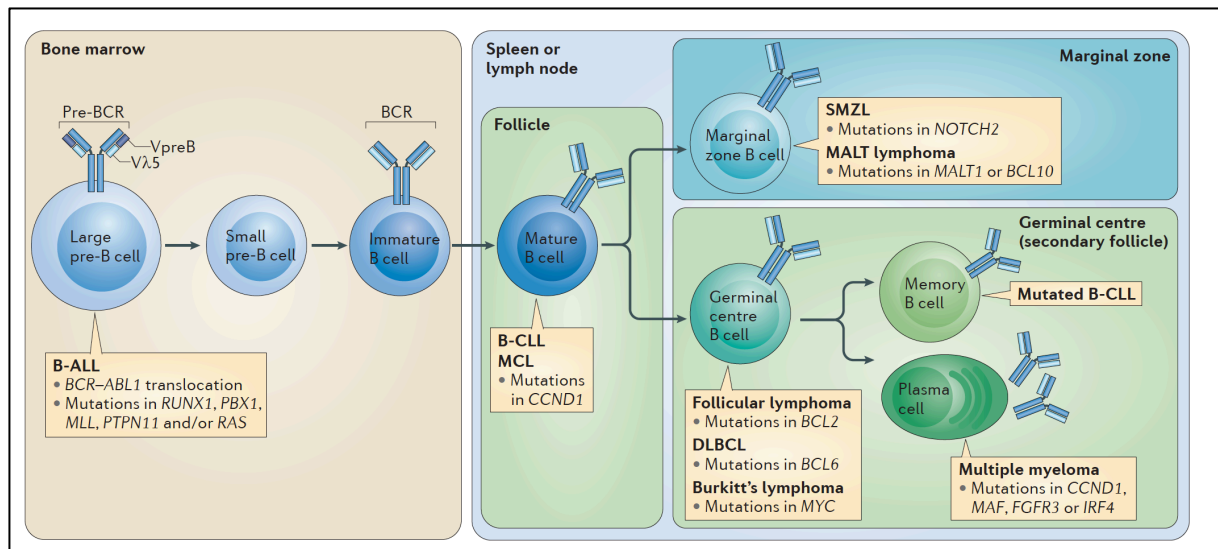 Bone marrow
Pre-BCR
VpreB
Vλ5
BCR
Large
pre-B cell
Small
pre-B cell
Immature
B cell
B-ALL
• BCR–ABL1 translocation
• Mutations in RUNX1, PBX1,
MLL, PTPN11 and/or RAS
Spleen or
lymph node
Follicle
Mature
B cell
B-CLL
MCL
• Mutations
in CCND1
Marginal zone
Marginal
zone B cell
SMZL
• Mutations in NOTCH2
MALT lymphoma
• Mutations in MALT1 or BCL10
Germinal centre
(secondary follicle)
Germinal
centre
B cell
Memory
B cell
Mutated B-CLL
Plasma
cell
Follicular lymphoma
• Mutations in BCL2
DLBCL
• Mutations in BCL6
Burkitt's lymphoma
• Mutations in MYC
Multiple myeloma
• Mutations in CCND1,
MAF, FGFR3 or IRF4